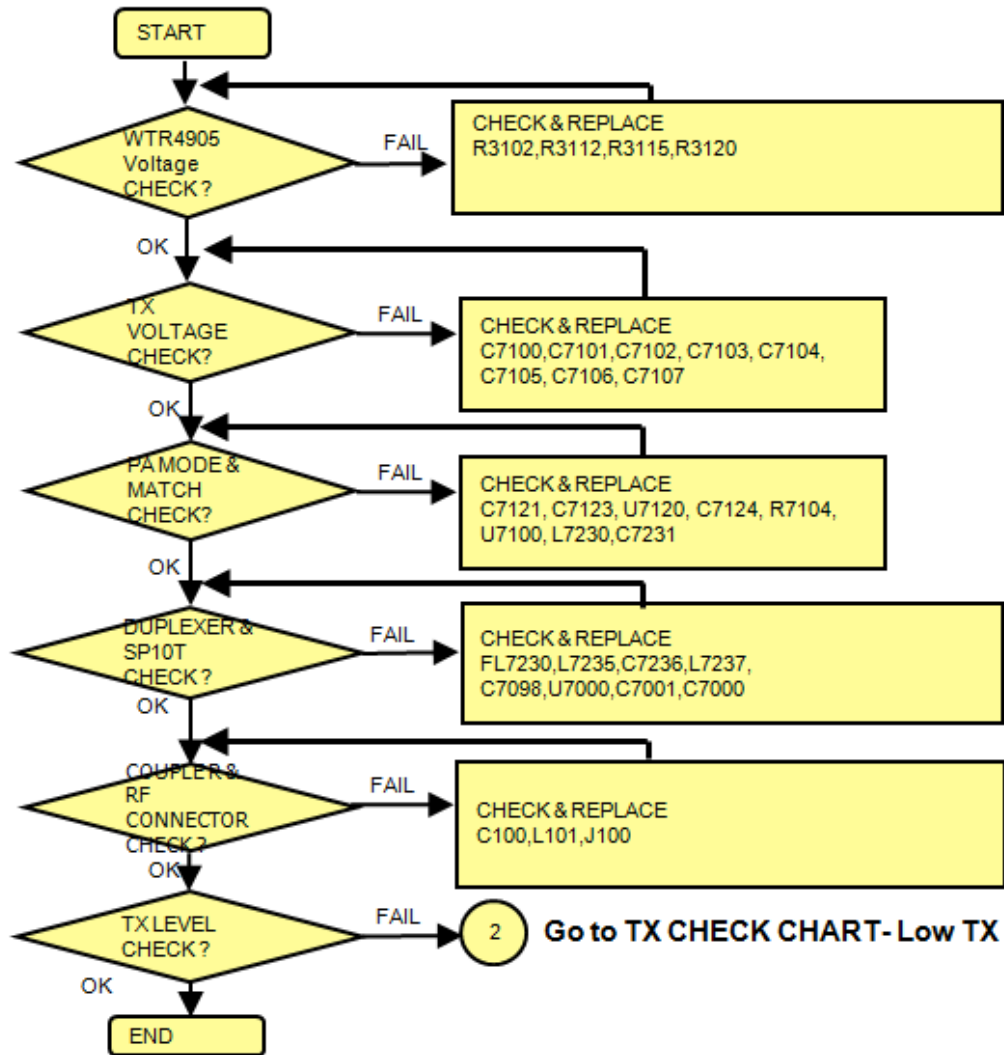 START
WTR4905
Voltage
CHECK ?
FAIL
CHECK & REPLACE
R3102,R3112,R3115,R3120
OK
TX
VOLTAGE
CHECK?
FAIL
CHECK & REPLACE
C7100,C7101,C7102, C7103, C7104,
C7105, C7106, C7107
OK
PA MODE &
MATCH
CHECK?
FAIL
CHECK & REPLACE
C7121, C7123, U7120, C7124, R7104,
U7100, L7230,C7231
OK
DUPLEXER &
SP10T
CHECK ?
FAIL
CHECK & REPLACE
FL7230,L7235,C7236,L7237,
C7098,U7000,C7001,C7000
OK
COUPLER &
RF
CONNECTOR
CHECK ?
FAIL
CHECK & REPLACE
C100,L101,J100
OK
TX LEVEL
CHECK ?
FAIL
2
Go to TX CHECK CHART- Low TX
OK
END